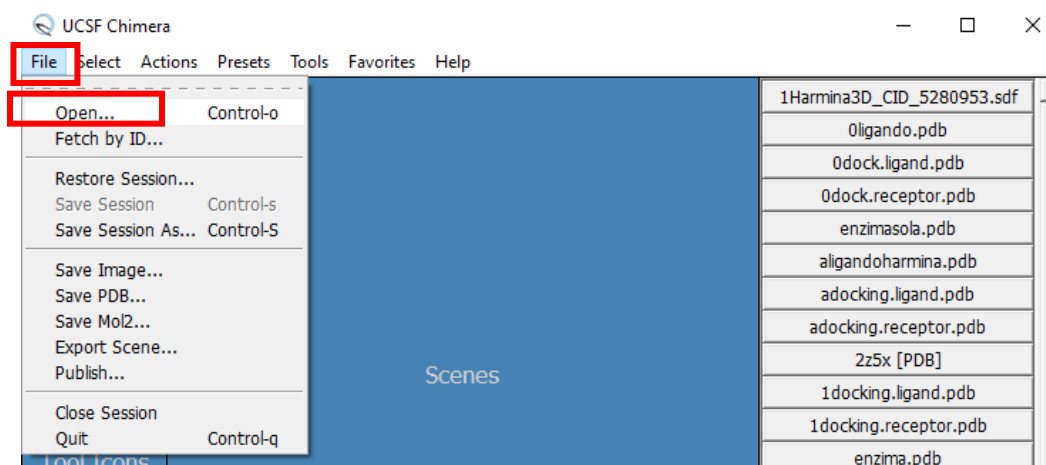 UCSF Chimera
File Select Actions Presets Tools Favorites Help
Open... Control-o
Fetch by ID...
Restore Session...
Save Session Control-s
Save Session As... Control-S
Save Image...
Save PDB...
Save Mol2...
Export Scene...
Publish...
Close Session
Quit Control-q
Tool Icons
Scenes
1Harmina3D_CID_5280953.sdf
0ligando.pdb
0dock.ligand.pdb
0dock.receptor.pdb
enzimasola.pdb
aligandoharmina.pdb
adocking.ligand.pdb
adocking.receptor.pdb
2z5x [PDB]
1docking.ligand.pdb
1docking.receptor.pdb
enzima.pdb